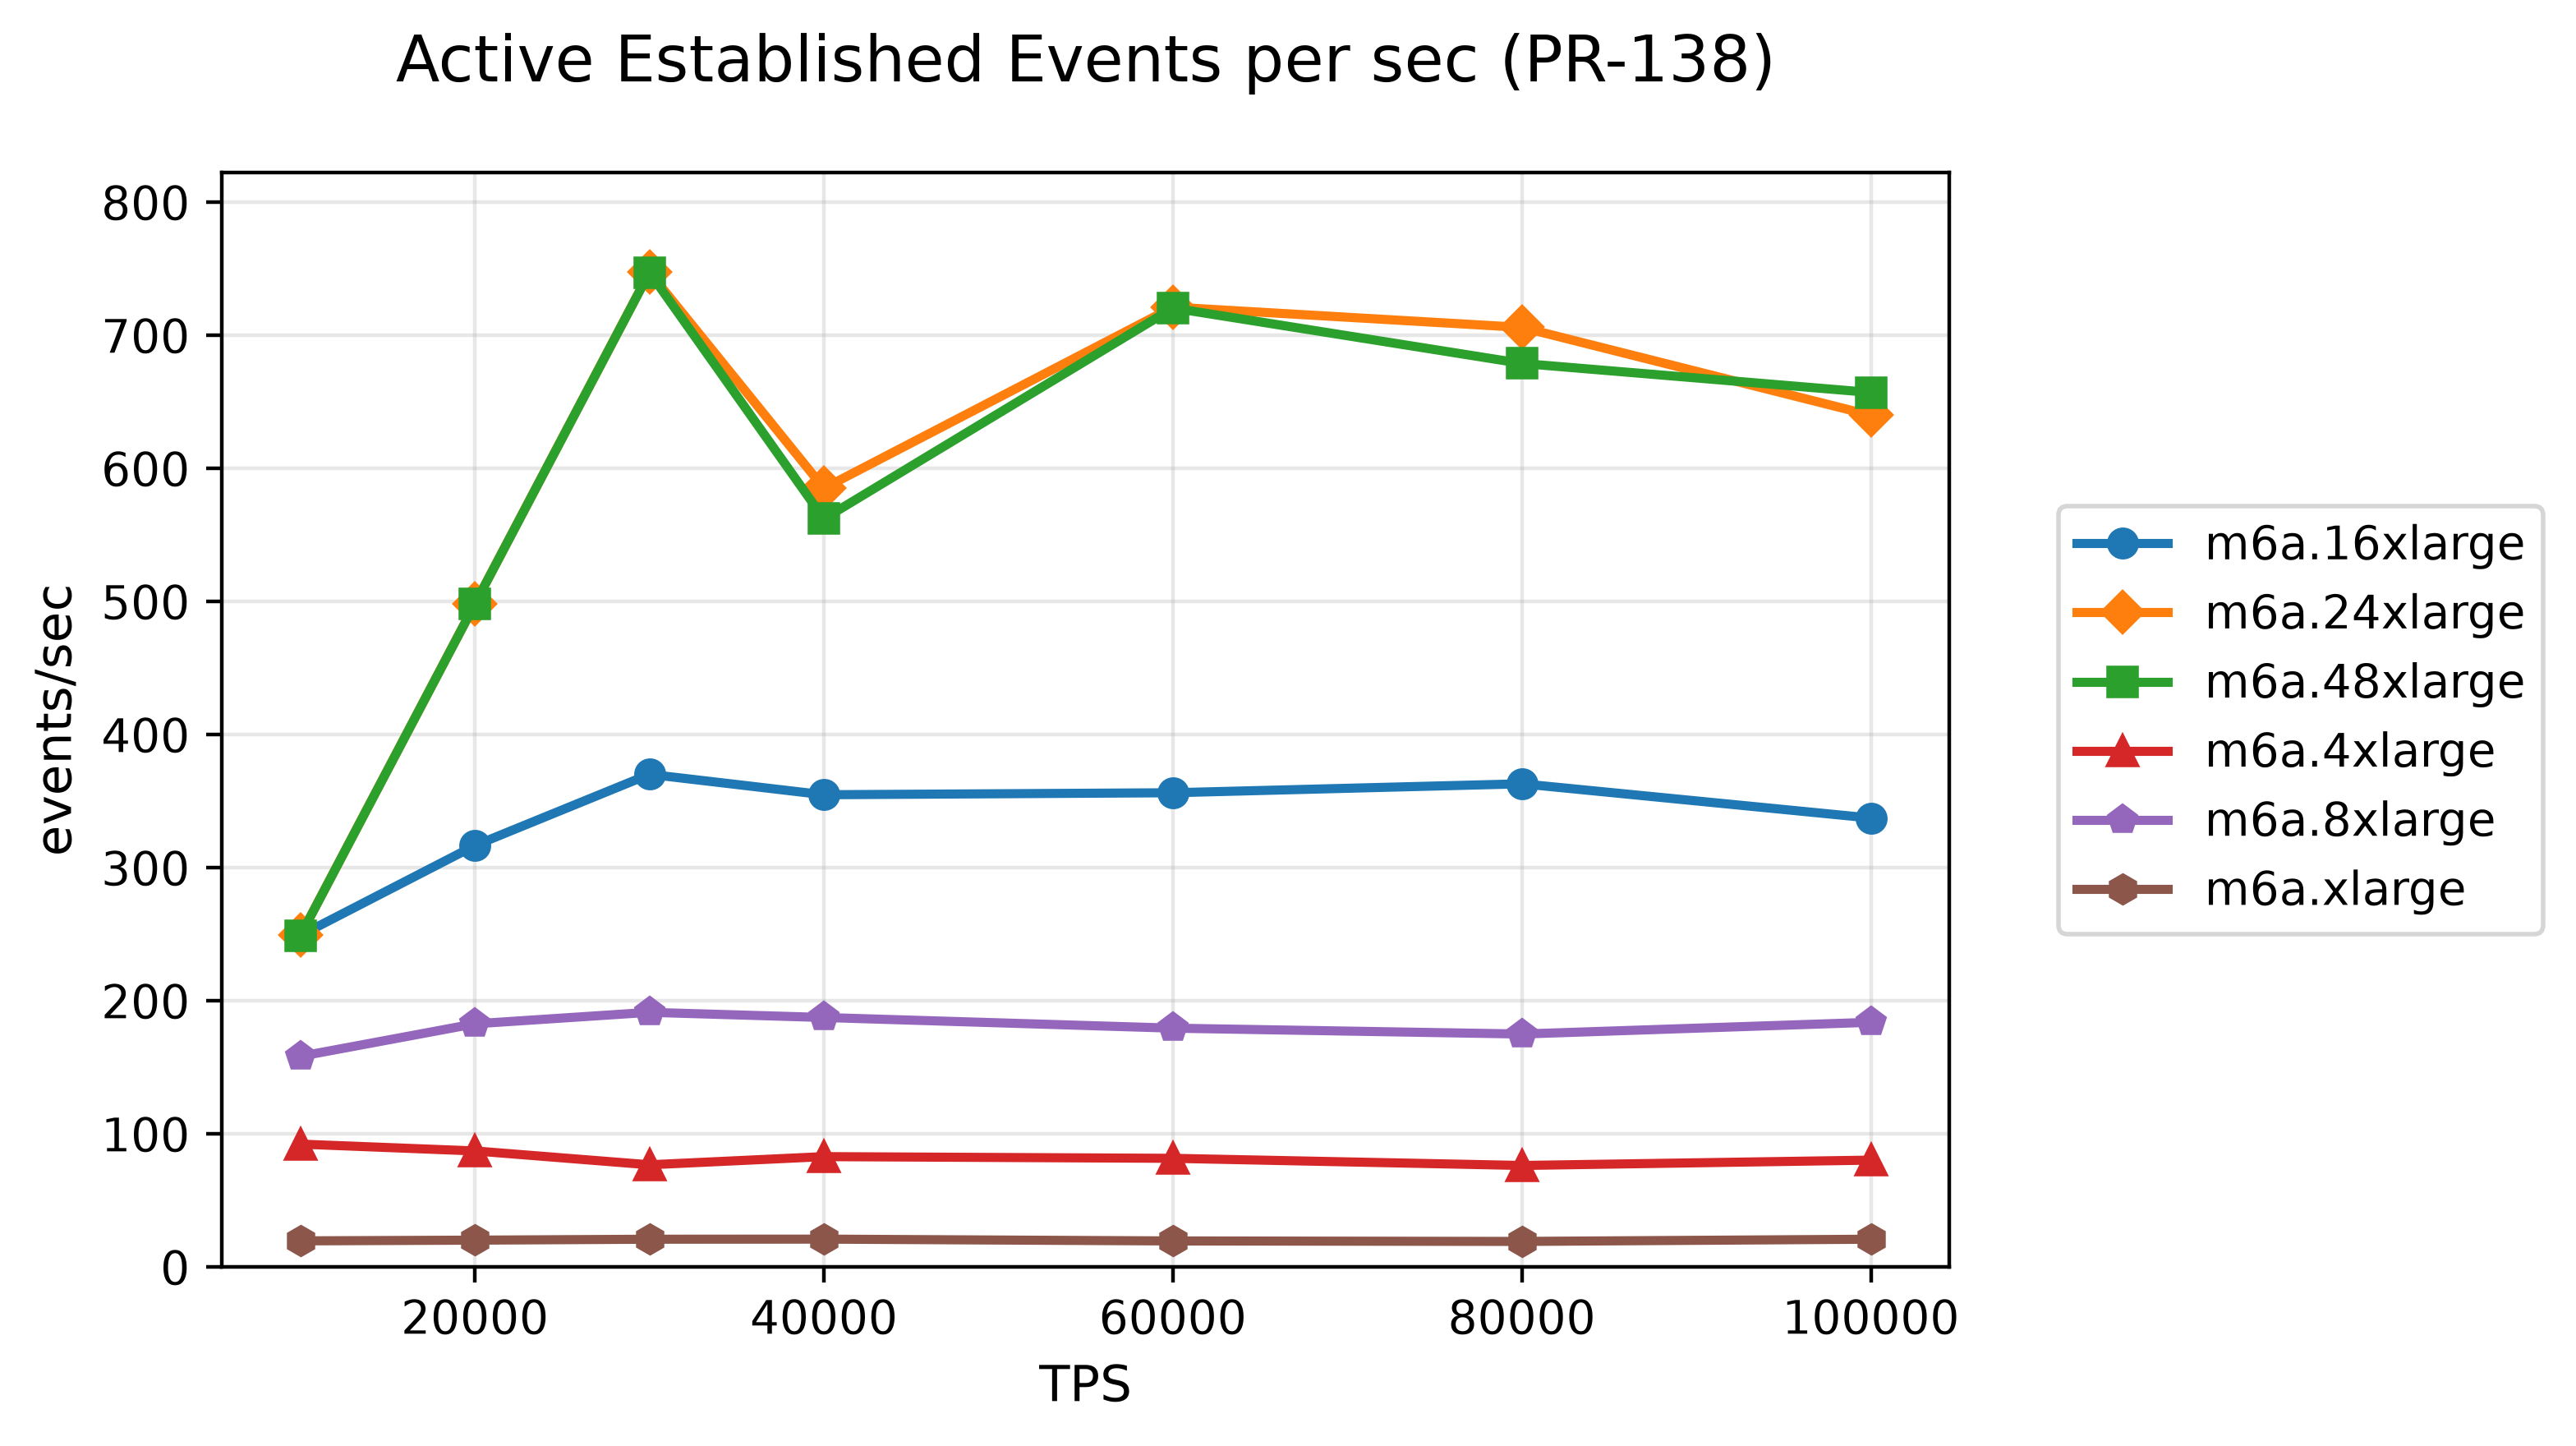 Active Established Events per sec (PR-138)
events/sec
800
700
600
500
400
300
200
100
0
20000
40000
60000
80000
100000
TPS
m6a.16xlarge
m6a.24xlarge
m6a.48xlarge
m6a.4xlarge
m6a.8xlarge
m6a.xlarge